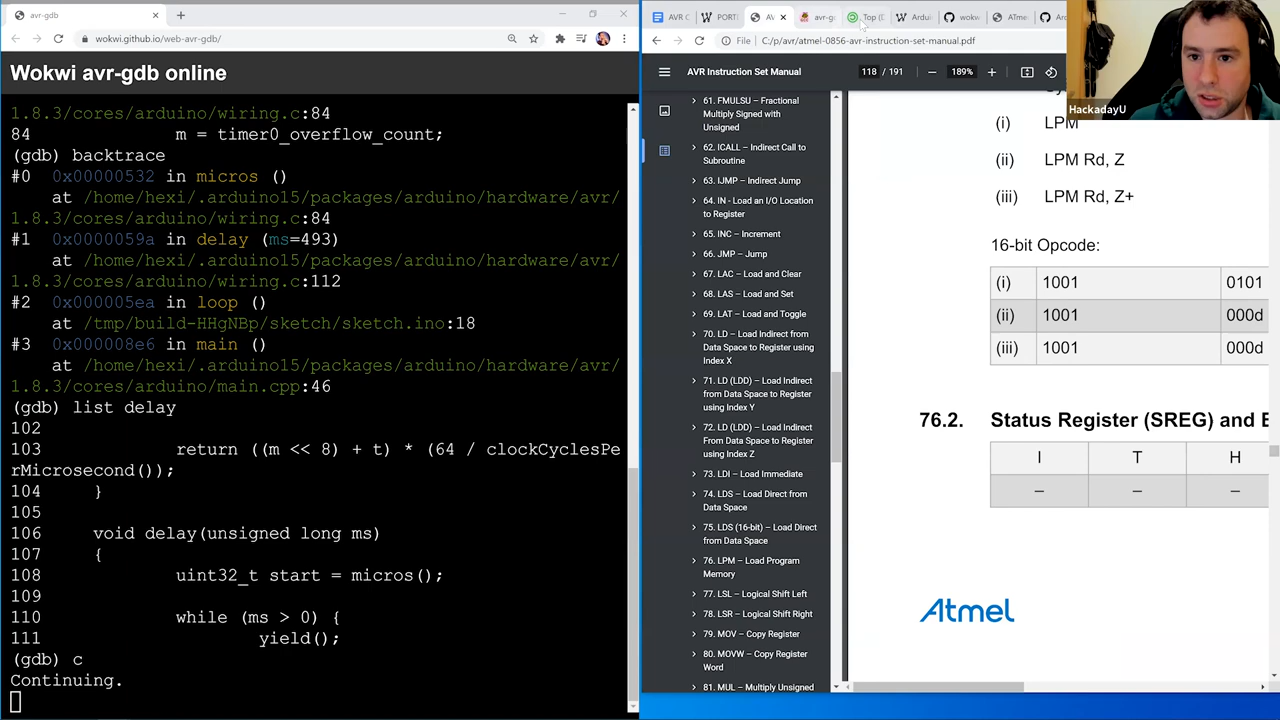 avr-gdb
wokwi.github.io/web-avr-gdb/
Wokwi avr-gdb online
1.8.3/cores/arduino/wiring.c:84
84 m = timer0_overflow_count;
(gdb) backtrace
#0 0x00000532 in micros ()
at /home/hexi/.arduino15/packages/arduino/hardware/avr/
1.8.3/cores/arduino/wiring.c:84
#1 0x0000059a in delay (ms=493)
at /home/hexi/.arduino15/packages/arduino/hardware/avr/
1.8.3/cores/arduino/wiring.c:112
#2 0x000005ea in loop ()
at /tmp/build-HHgNBp/sketch/sketch.ino:18
#3 0x000008e6 in main ()
at /home/hexi/.arduino15/packages/arduino/hardware/avr/
1.8.3/cores/arduino/main.cpp:46
(gdb) list delay
102
103 return ((m << 8) + t) * (64 / clockCyclesPe
rMicrosecond());
104 }
105
106 void delay(unsigned long ms)
107 {
108 uint32_t start = micros();
109
110 while (ms > 0) {
111 yield();
(gdb) c
Continuing.
AVR C
PORT
AV
avr-g
Top (D
Ardui
wokw
ATme
Ard
File C:/p/avr/atmel-0856-avr-instruction-set-manual.pdf
AVR Instruction Set Manual
118 / 191
189%
HackadayU
61. FMULSU – Fractional
Multiply Signed with
Unsigned
62. ICALL – Indirect Call to
Subroutine
63. IJMP – Indirect Jump
64. IN - Load an I/O Location
to Register
65. INC – Increment
66. JMP – Jump
67. LAC – Load and Clear
68. LAS – Load and Set
69. LAT – Load and Toggle
70. LD – Load Indirect from
Data Space to Register using
Index X
71. LD (LDD) – Load Indirect
from Data Space to Register
using Index Y
72. LD (LDD) – Load Indirect
From Data Space to Register
using Index Z
73. LDI – Load Immediate
74. LDS – Load Direct from
Data Space
75. LDS (16-bit) – Load Direct
from Data Space
76. LPM – Load Program
Memory
77. LSL – Logical Shift Left
78. LSR – Logical Shift Right
79. MOV – Copy Register
80. MOVW – Copy Register
Word
81. MUL – Multiply Unsigned
(i) LPM
(ii) LPM Rd, Z
(iii) LPM Rd, Z+
16-bit Opcode:
(i) 1001 0101
(ii) 1001 000d
(iii) 1001 000d
76.2. Status Register (SREG) and B
I T H
– – –
Atmel